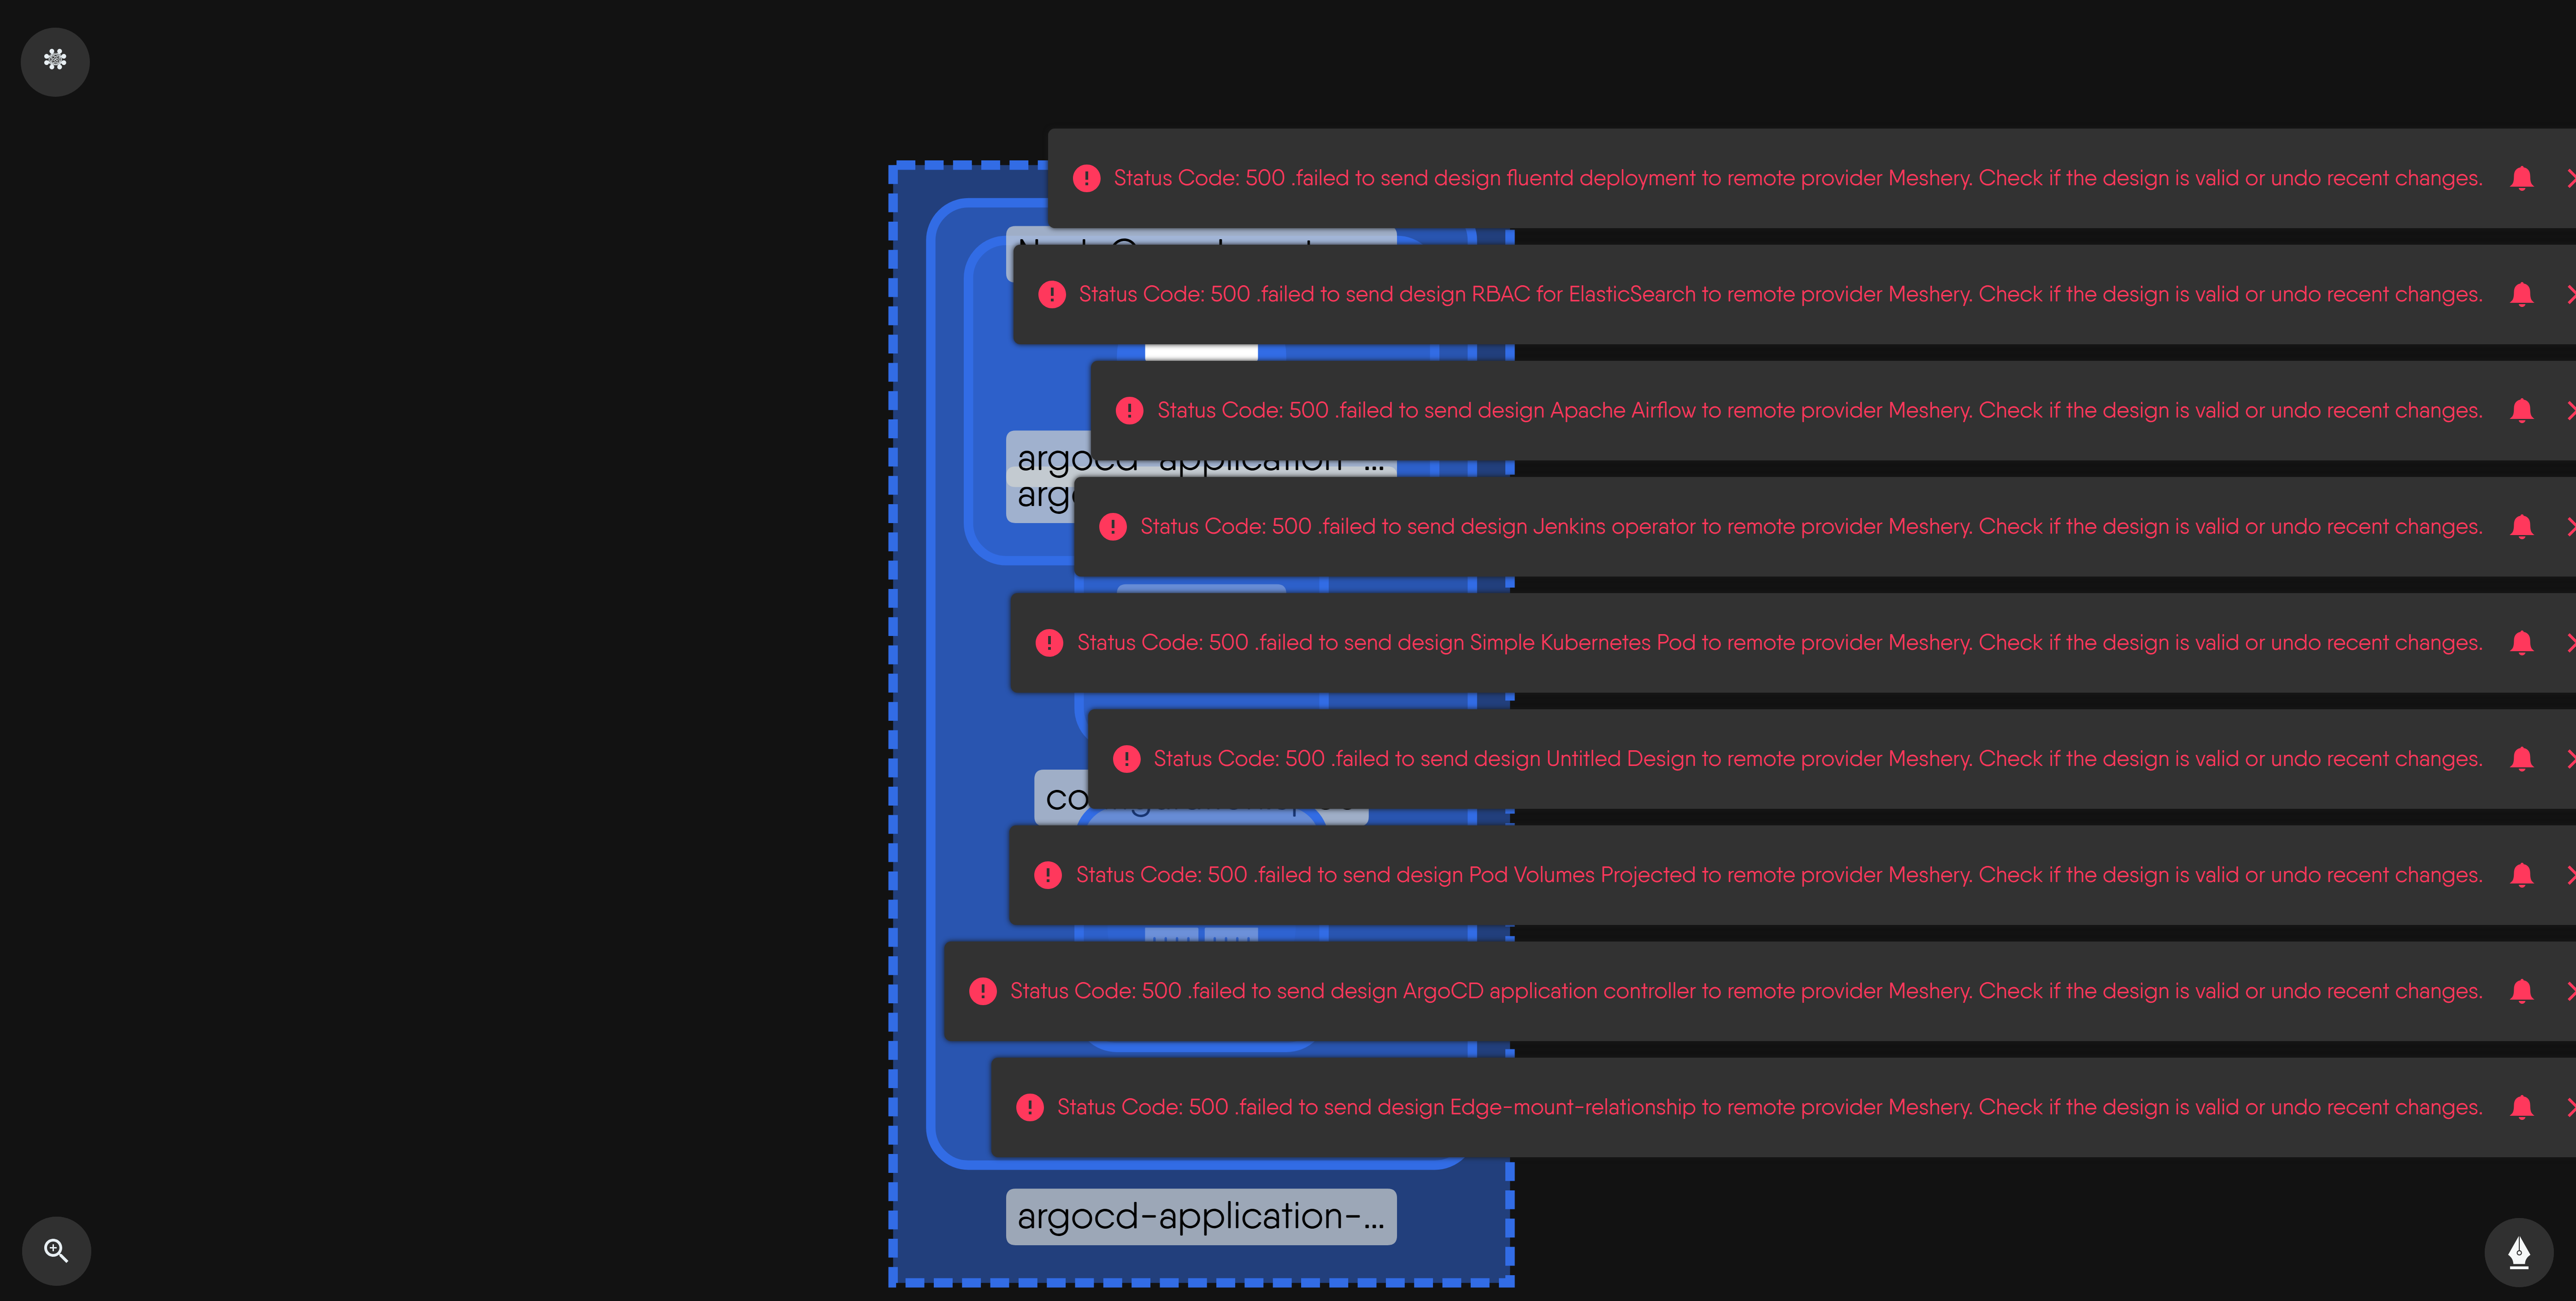 Status Code: 500 .failed to send design fluentd deployment to remote provider Meshery. Check if the design is valid or undo recent changes.
Status Code: 500 .failed to send design RBAC for ElasticSearch to remote provider Meshery. Check if the design is valid or undo recent changes.
Status Code: 500 .failed to send design Apache Airflow to remote provider Meshery. Check if the design is valid or undo recent changes.
argocd-application-...
Status Code: 500 .failed to send design Jenkins operator to remote provider Meshery. Check if the design is valid or undo recent changes.
Status Code: 500 .failed to send design Simple Kubernetes Pod to remote provider Meshery. Check if the design is valid or undo recent changes.
Status Code: 500 .failed to send design Untitled Design to remote provider Meshery. Check if the design is valid or undo recent changes.
Status Code: 500 .failed to send design Pod Volumes Projected to remote provider Meshery. Check if the design is valid or undo recent changes.
Status Code: 500 .failed to send design ArgoCD application controller to remote provider Meshery. Check if the design is valid or undo recent changes.
Status Code: 500 .failed to send design Edge-mount-relationship to remote provider Meshery. Check if the design is valid or undo recent changes.
argocd-application-...